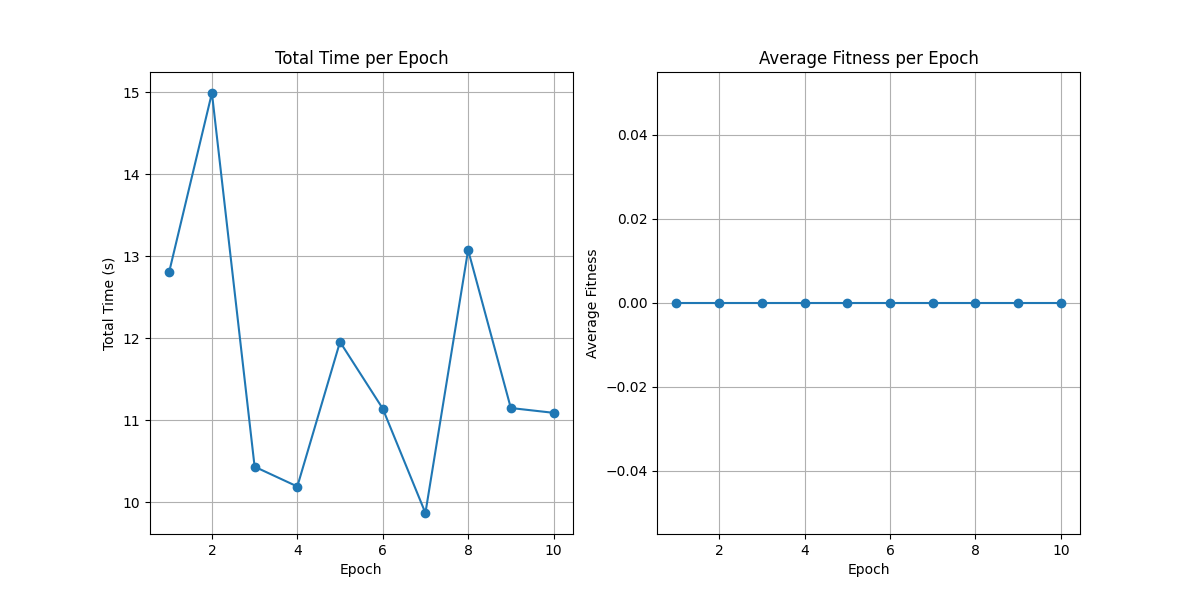 Total Time per Epoch
Total Time (s)
15
14
13
12
11
10
2 4 6 8 10
Epoch
Average Fitness per Epoch
Average Fitness
0.04
0.02
0.00
−0.02
−0.04
2 4 6 8 10
Epoch